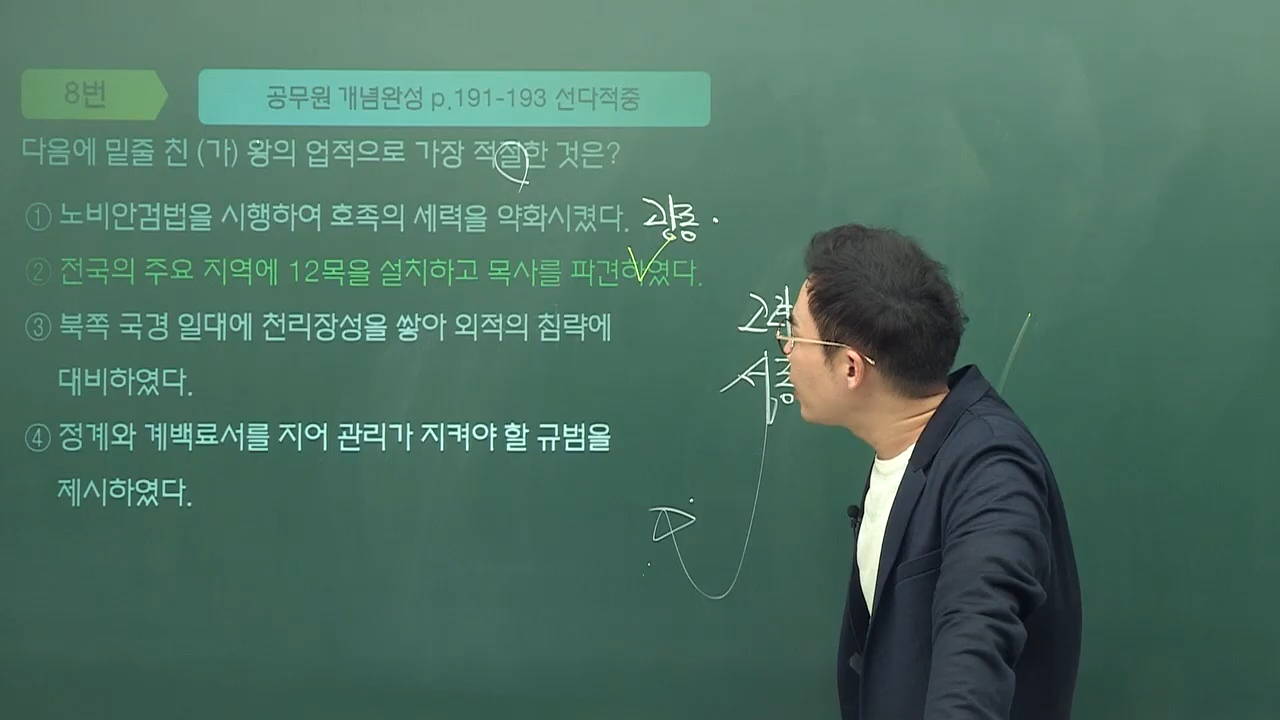 8번
공무원 개념완성 p.191-193 선다적중
다음에 밑줄 친 (가) 왕의 업적으로 가장 적절한 것은?
① 노비안검법을 시행하여 호족의 세력을 약화시켰다. 광종.
② 전국의 주요 지역에 12목을 설치하고 목사를 파견하였다.
③ 북쪽 국경 일대에 천리장성을 쌓아 외적의 침략에
대비하였다.
④ 정계와 계백료서를 지어 관리가 지켜야 할 규범을
제시하였다.